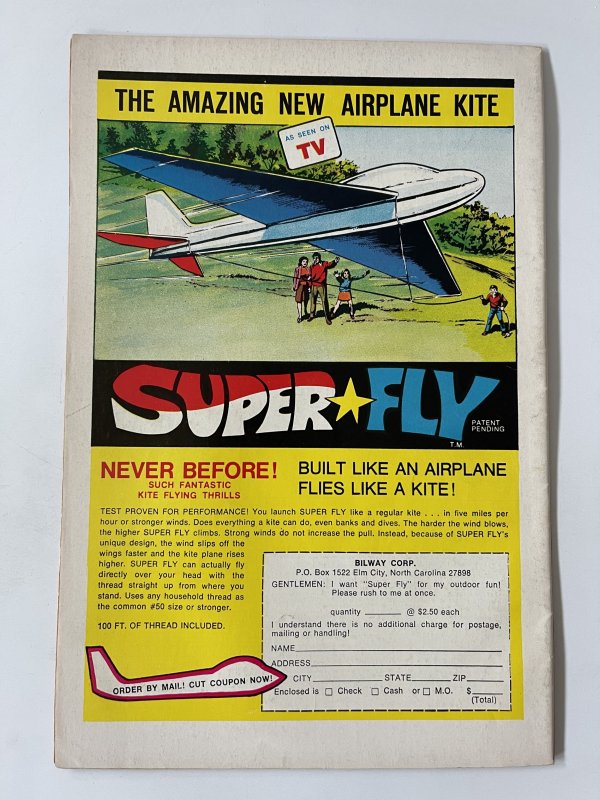 THE AMAZING NEW AIRPLANE KITE
AS SEEN ON
TV
SUPER FLY
PATENT
PENDING
T.M.
NEVER BEFORE!
SUCH FANTASTIC
KITE FLYING THRILLS
BUILT LIKE AN AIRPLANE
FLIES LIKE A KITE!
TEST PROVEN FOR PERFORMANCE! You launch SUPER FLY like a regular kite . . . in five miles per
hour or stronger winds. Does everything a kite can do, even banks and dives. The harder the wind blows,
the higher SUPER FLY climbs. Strong winds do not increase the pull. Instead, because of SUPER FLY's
unique design, the wind slips off the
wings faster and the kite plane rises
higher. SUPER FLY can actually fly
directly over your head with the
thread straight up from where you
stand. Uses any household thread as
the common #50 size or stronger.
100 FT. OF THREAD INCLUDED.
ORDER BY MAIL! CUT COUPON NOW!
BILWAY CORP.
P.O. Box 1522 Elm City, North Carolina 27898
GENTLEMEN: I want "Super Fly" for my outdoor fun!
Please rush to me at once.
quantity ______ @ $2.50 each
I understand there is no additional charge for postage,
mailing or handling!
NAME
ADDRESS
CITY STATE ZIP
Enclosed is □ Check □ Cash or □ M.O. $
(Total)